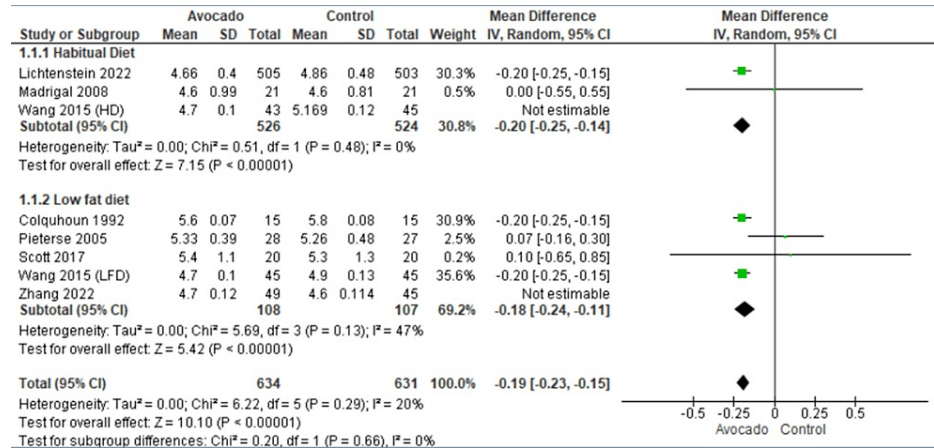 Avocado Control Mean Difference Mean Difference
Study or Subgroup Mean SD Total Mean SD Total Weight IV, Random, 95% CI IV, Random, 95% CI
1.1.1 Habitual Diet
Lichtenstein 2022 4.66 0.4 505 4.86 0.48 503 30.3% -0.20 [-0.25, -0.15]
Madrigal 2008 4.6 0.99 21 4.6 0.81 21 0.5% 0.00 [-0.55, 0.55]
Wang 2015 (HD) 4.7 0.1 43 5.169 0.12 45 Not estimable
Subtotal (95% CI) 526 524 30.8% -0.20 [-0.25, -0.14]
Heterogeneity: Tau² = 0.00; Chi² = 0.51, df = 1 (P = 0.48); I² = 0%
Test for overall effect: Z = 7.15 (P < 0.00001)
1.1.2 Low fat diet
Colquhoun 1992 5.6 0.07 15 5.8 0.08 15 30.9% -0.20 [-0.25, -0.15]
Pieterse 2005 5.33 0.39 28 5.26 0.48 27 2.5% 0.07 [-0.16, 0.30]
Scott 2017 5.4 1.1 20 5.3 1.3 20 0.2% 0.10 [-0.65, 0.85]
Wang 2015 (LFD) 4.7 0.1 45 4.9 0.13 45 35.6% -0.20 [-0.25, -0.15]
Zhang 2022 4.7 0.12 49 4.6 0.114 45 Not estimable
Subtotal (95% CI) 108 107 69.2% -0.18 [-0.24, -0.11]
Heterogeneity: Tau² = 0.00; Chi² = 5.69, df = 3 (P = 0.13); I² = 47%
Test for overall effect: Z = 5.42 (P < 0.00001)
Total (95% CI) 634 631 100.0% -0.19 [-0.23, -0.15]
Heterogeneity: Tau² = 0.00; Chi² = 6.22, df = 5 (P = 0.29); I² = 20%
Test for overall effect: Z = 10.10 (P < 0.00001)
Test for subgroup differences: Chi² = 0.20, df = 1 (P = 0.66), I² = 0%
-0.5 -0.25 0 0.25 0.5
Avocado Control